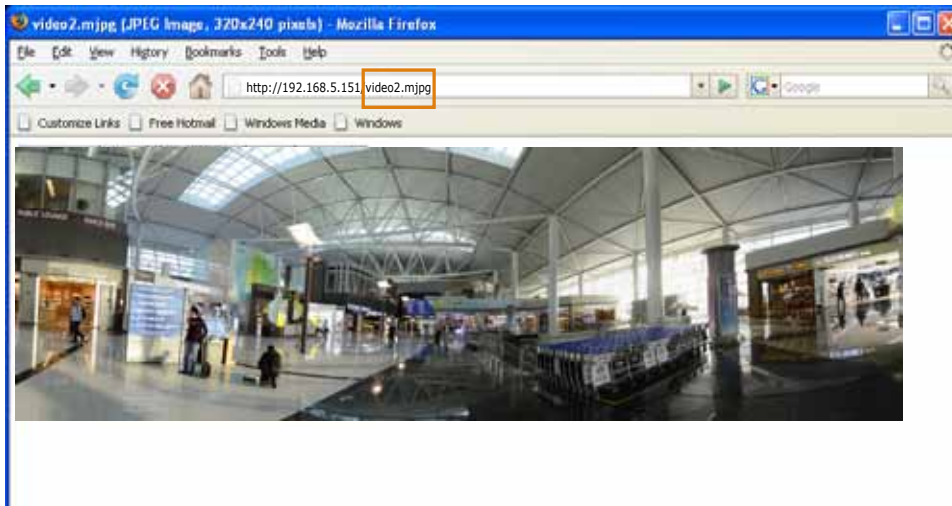 video2.mjpg (JPEG Image, 320x240 pixels) - Mozilla Firefox
File Edit View History Bookmarks Tools Help
http://192.168.5.151/video2.mjpg
Google
Customize Links Free Hotmail Windows Media Windows